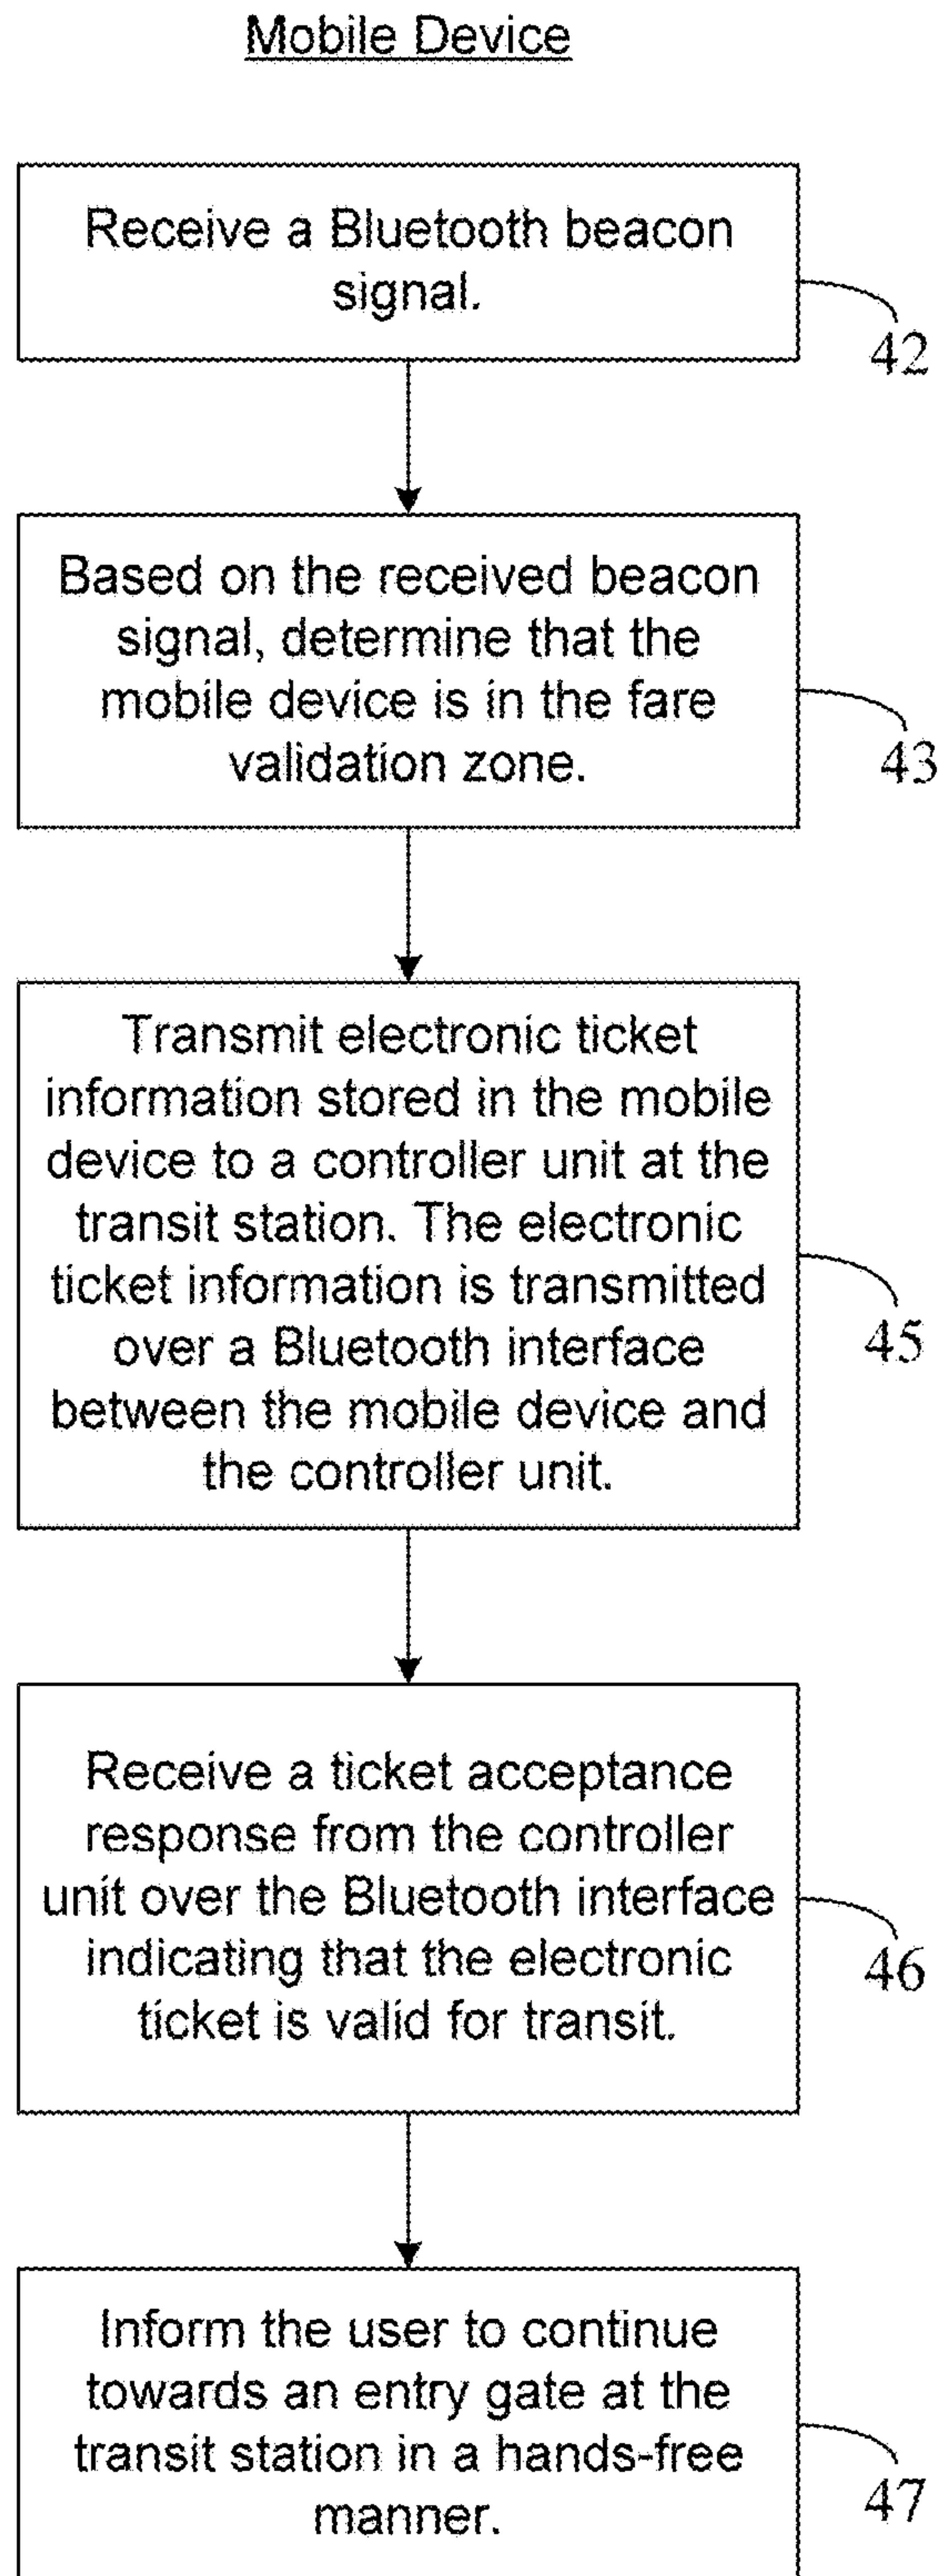 Mobile Device
Receive a Bluetooth beacon
signal.
42
Based on the received beacon
signal, determine that the
mobile device is in the fare
validation zone.
43
Transmit electronic ticket
information stored in the mobile
device to a controller unit at the
transit station. The electronic
ticket information is transmitted
over a Bluetooth interface
between the mobile device and
the controller unit.
45
Receive a ticket acceptance
response from the controller
unit over the Bluetooth interface
indicating that the electronic
ticket is valid for transit.
46
Inform the user to continue
towards an entry gate at the
transit station in a hands-free
manner.
47